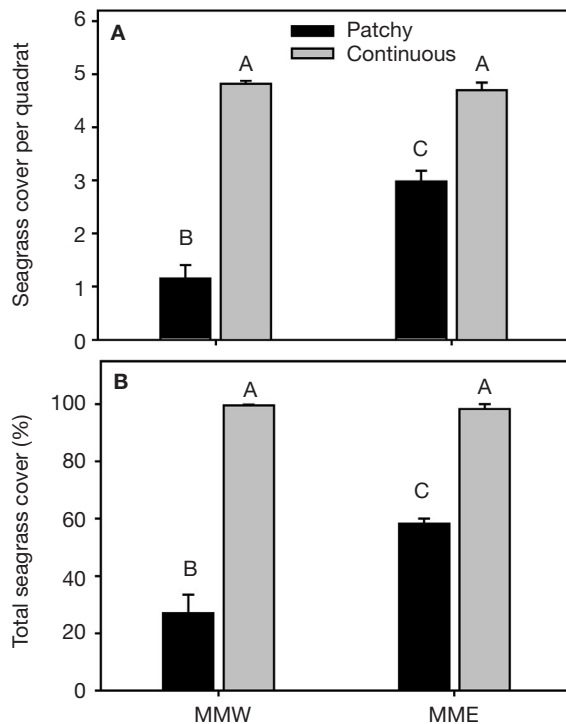 A
Patchy
Continuous
Seagrass cover per quadrat
6
5
4
3
2
1
0
A
A
B
C
B
Total seagrass cover (%)
100
80
60
40
20
0
A
A
B
C
MMW
MME